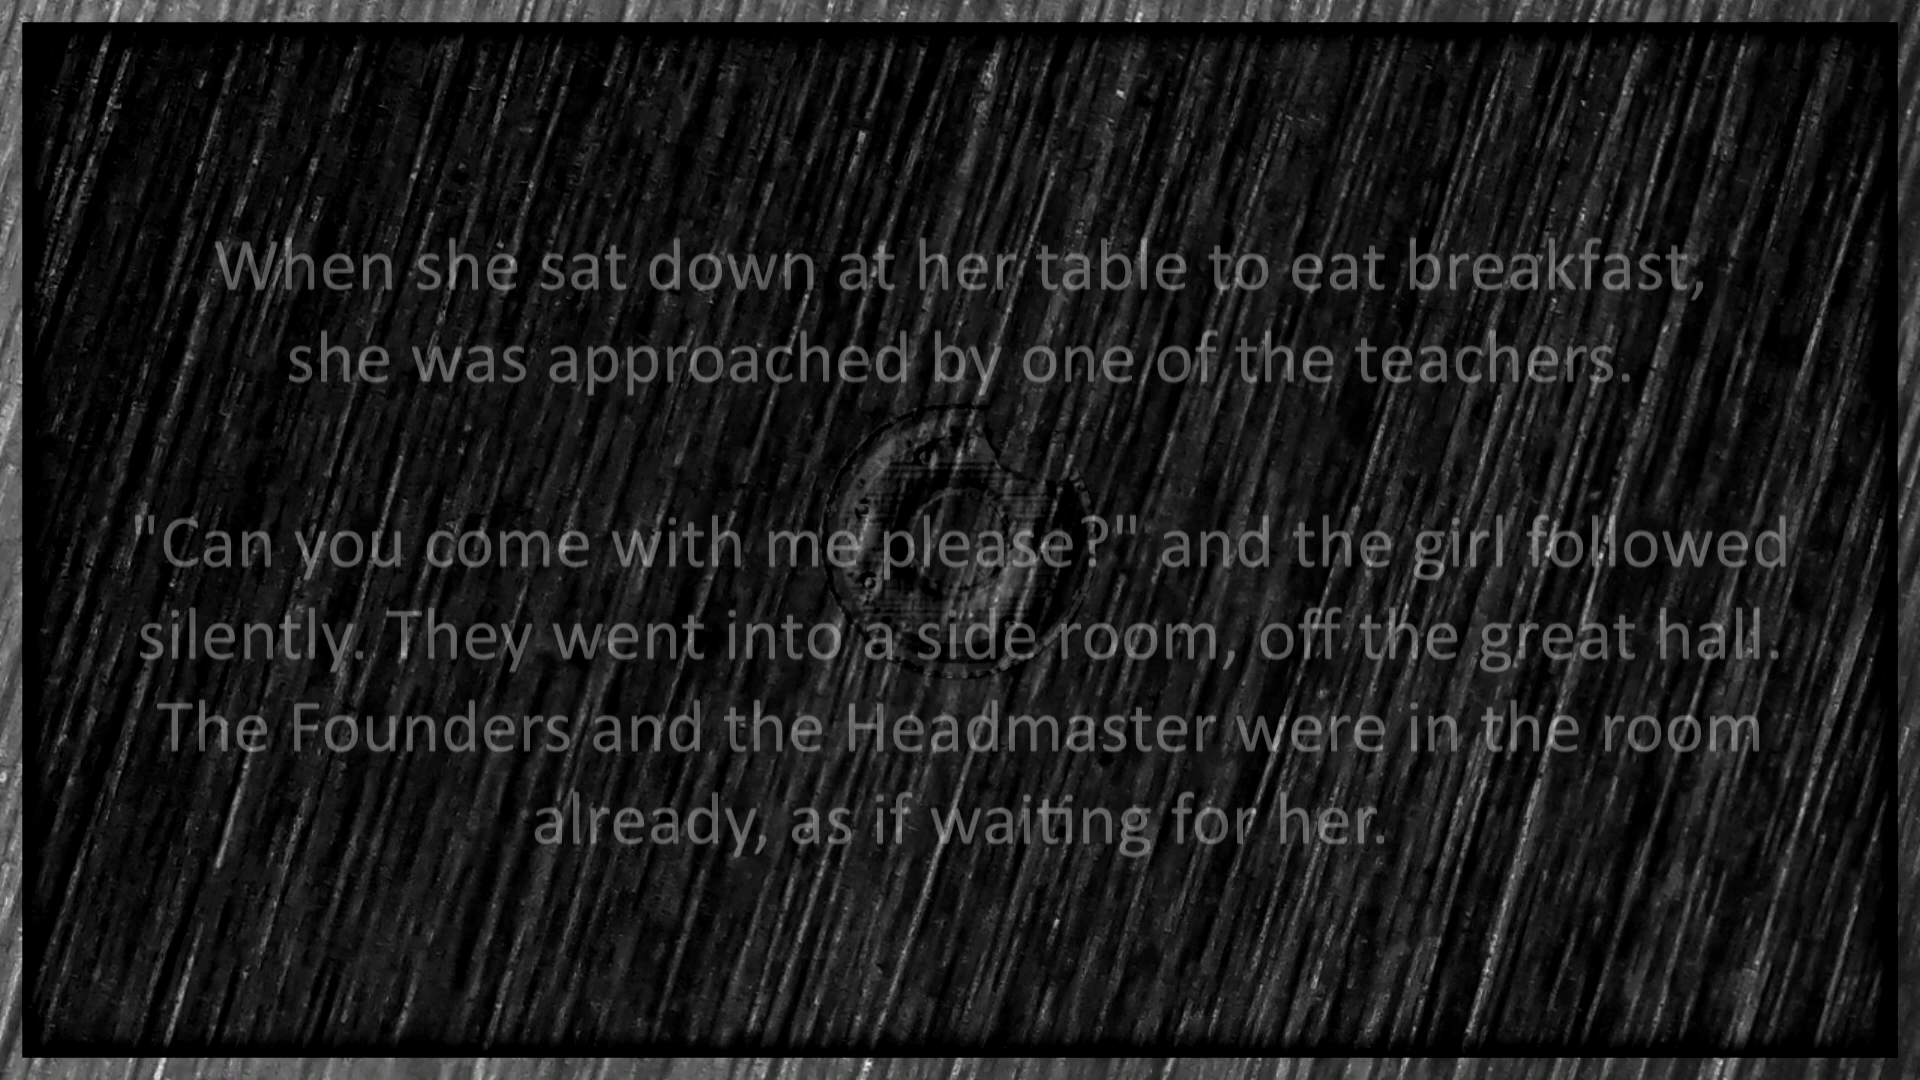 When she sat down at her table to eat breakfast,
she was approached by one of the teachers.
"Can you come with me please?" and the girl followed
silently. They went into a side room, off the great hall.
The Founders and the Headmaster were in the room
already, as if waiting for her.